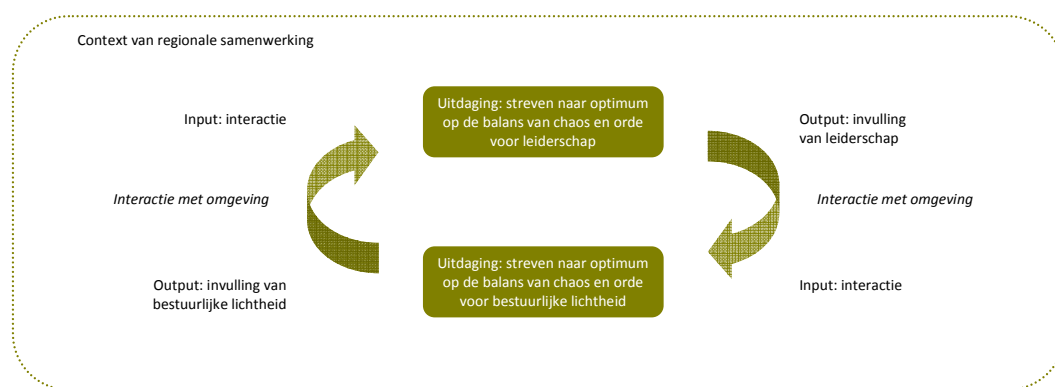 Context van regionale samenwerking
Uitdaging: streven naar optimum
op de balans van chaos en orde
voor leiderschap
Input: interactie
Output: invulling
van leiderschap
Interactie met omgeving
Interactie met omgeving
Uitdaging: streven naar optimum
op de balans van chaos en orde
voor bestuurlijke lichtheid
Output: invulling van
bestuurlijke lichtheid
Input: interactie